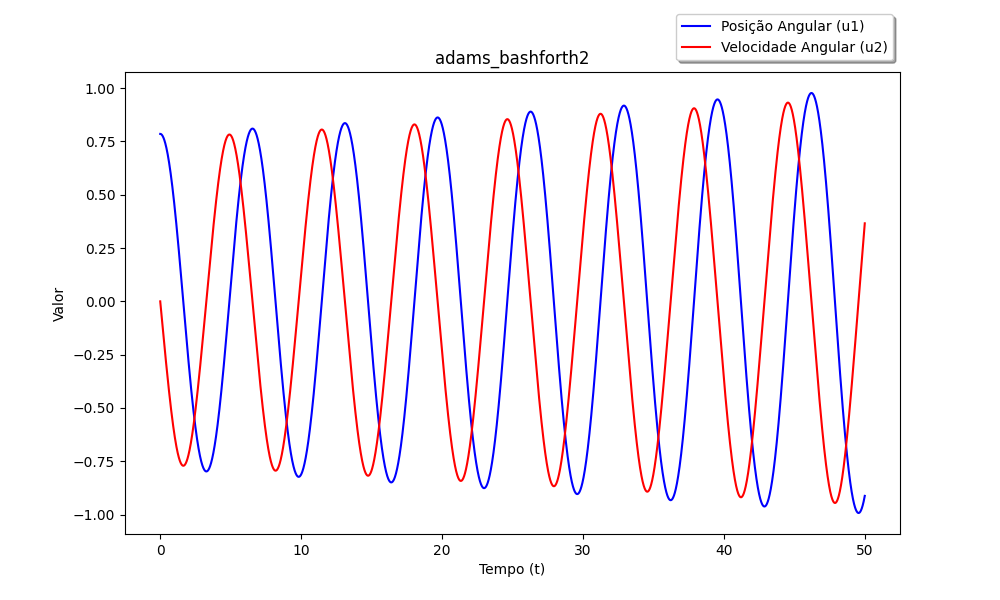 Posição Angular (u1)
Velocidade Angular (u2)
adams_bashforth2
1.00
0.75
0.50
0.25
0.00
−0.25
−0.50
−0.75
−1.00
Valor
0 10 20 30 40 50
Tempo (t)